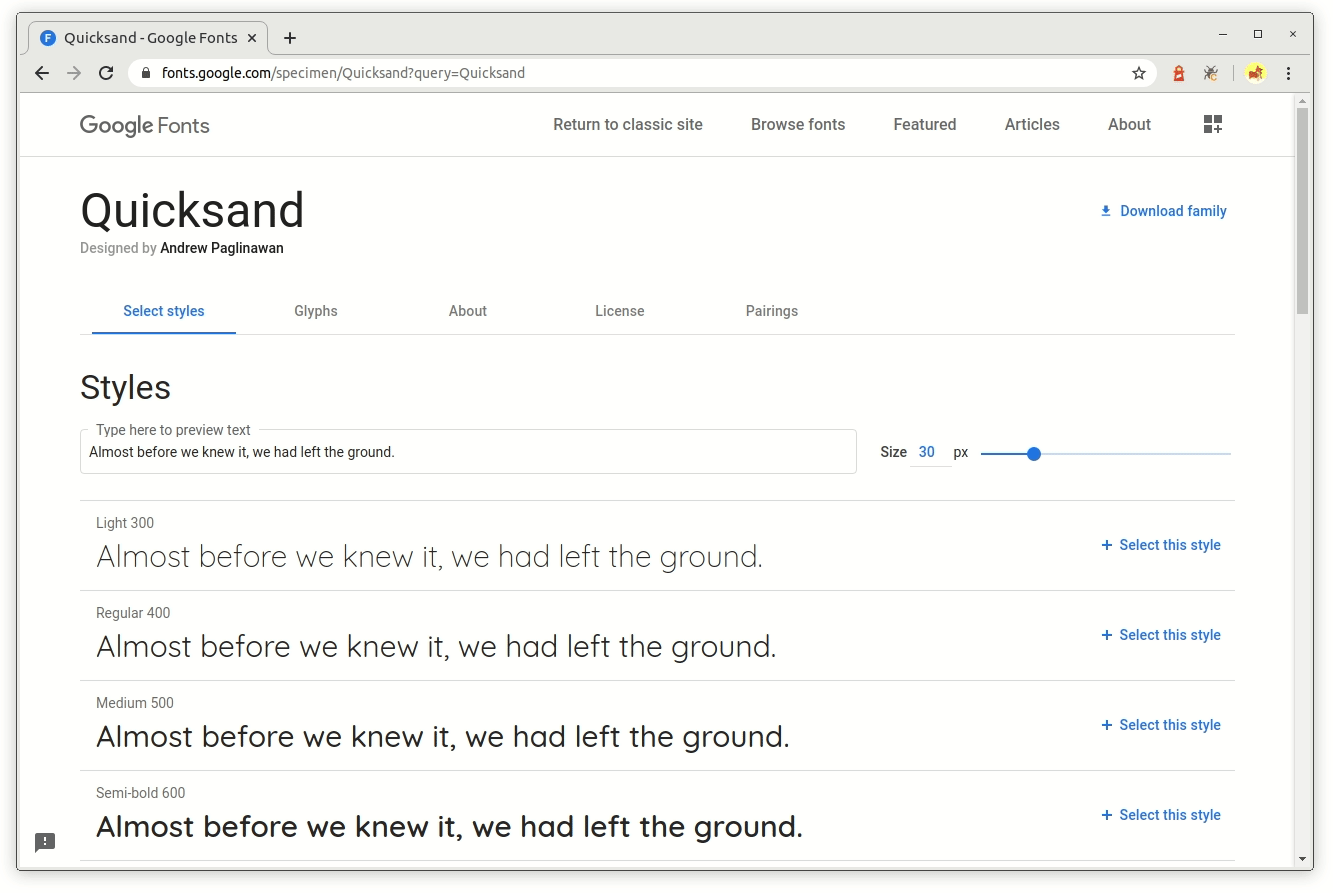 Quicksand - Google Fonts
fonts.google.com/specimen/Quicksand?query=Quicksand
Google Fonts
Return to classic site
Browse fonts
Featured
Articles
About
Quicksand
Download family
Designed by Andrew Paglinawan
Select styles
Glyphs
About
License
Pairings
Styles
Type here to preview text
Almost before we knew it, we had left the ground.
Size 30 px
Light 300
Almost before we knew it, we had left the ground.
+ Select this style
Regular 400
Almost before we knew it, we had left the ground.
+ Select this style
Medium 500
Almost before we knew it, we had left the ground.
+ Select this style
Semi-bold 600
Almost before we knew it, we had left the ground.
+ Select this style